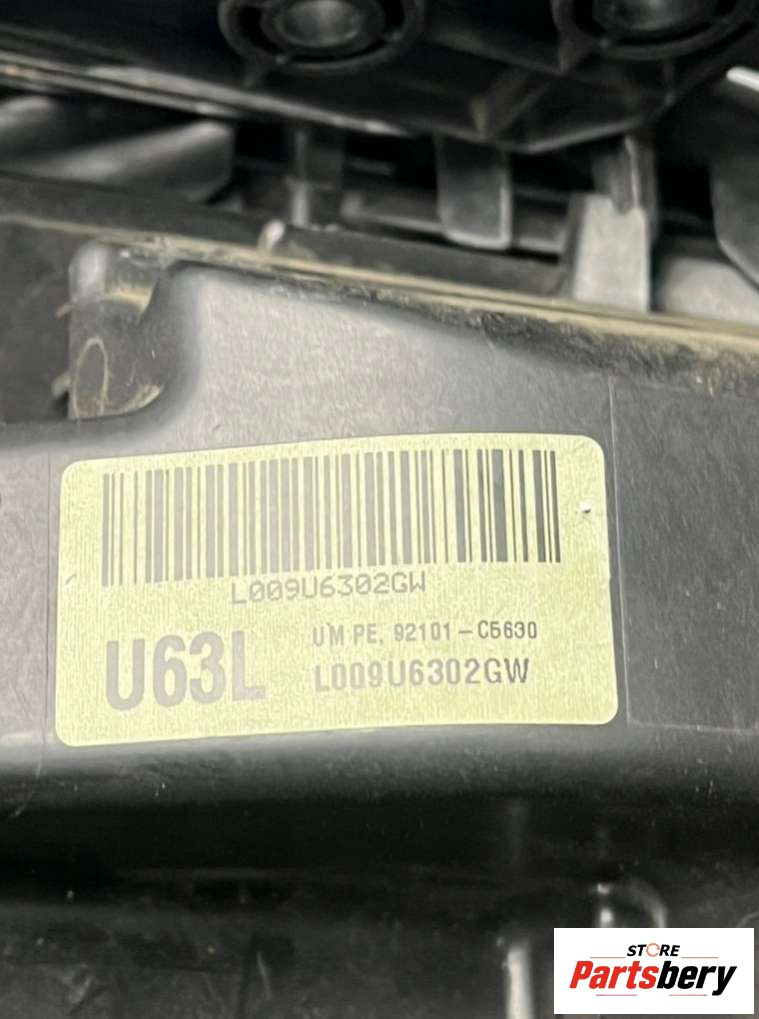 L009U6302GW
U63L
UM PE, 92101-C5630
L009U6302GW
STORE
Partsbery